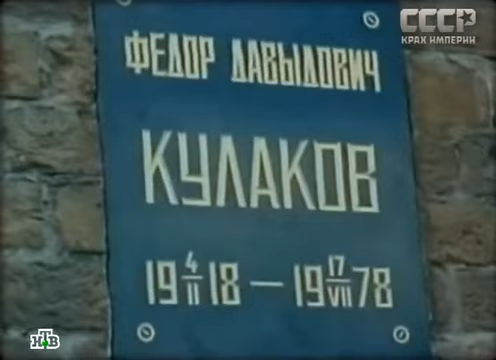 СССР
КРАХ ИМПЕРИИ
ФЕДОР ДАВЫДОВИЧ
КУЛАКОВ
19 4/II 18 — 19 17/VII 78
НТВ